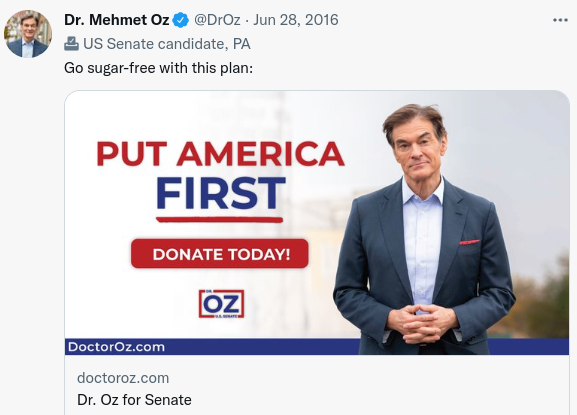 Dr. Mehmet Oz @DrOz · Jun 28, 2016
US Senate candidate, PA
Go sugar-free with this plan:
PUT AMERICA
FIRST
DONATE TODAY!
DR.
OZ
U.S. SENATE
DoctorOz.com
doctoroz.com
Dr. Oz for Senate